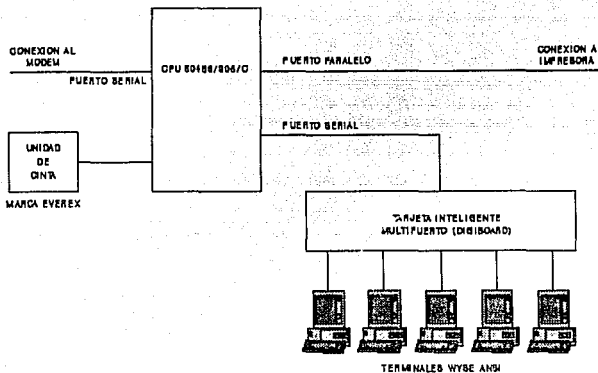 CONEXION AL
MODEM
PUERTO SERIAL
CPU
PUERTO PARALELO
CONEXION A
IMPRESORA
PUERTO SERIAL
UNIDAD
DE
CINTA
MARCA EVEREX
TARJETA INTELIGENTE
MULTIPUERTO (DIGIBOARD)
TERMINALES WYSE ANSI